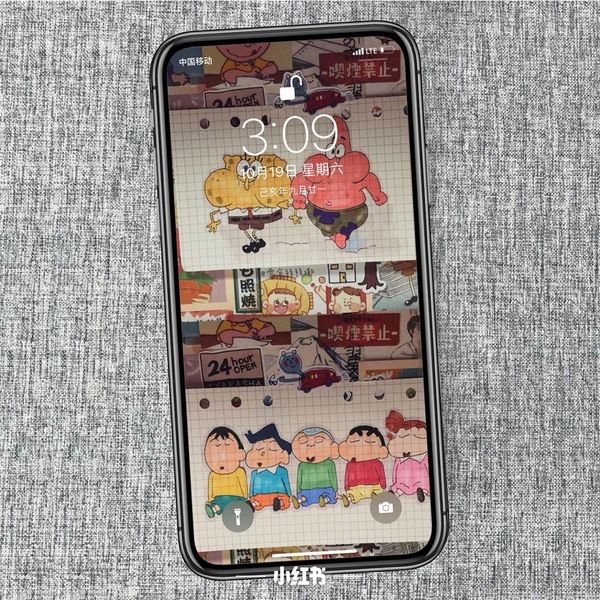 中国移动
LTE
-喫煙禁止-
24 hour
3:09
10月19日 星期六
己亥年九月廿一
照焼
-喫煙禁止-
24 hour
OPEN
AKASHA
小红书